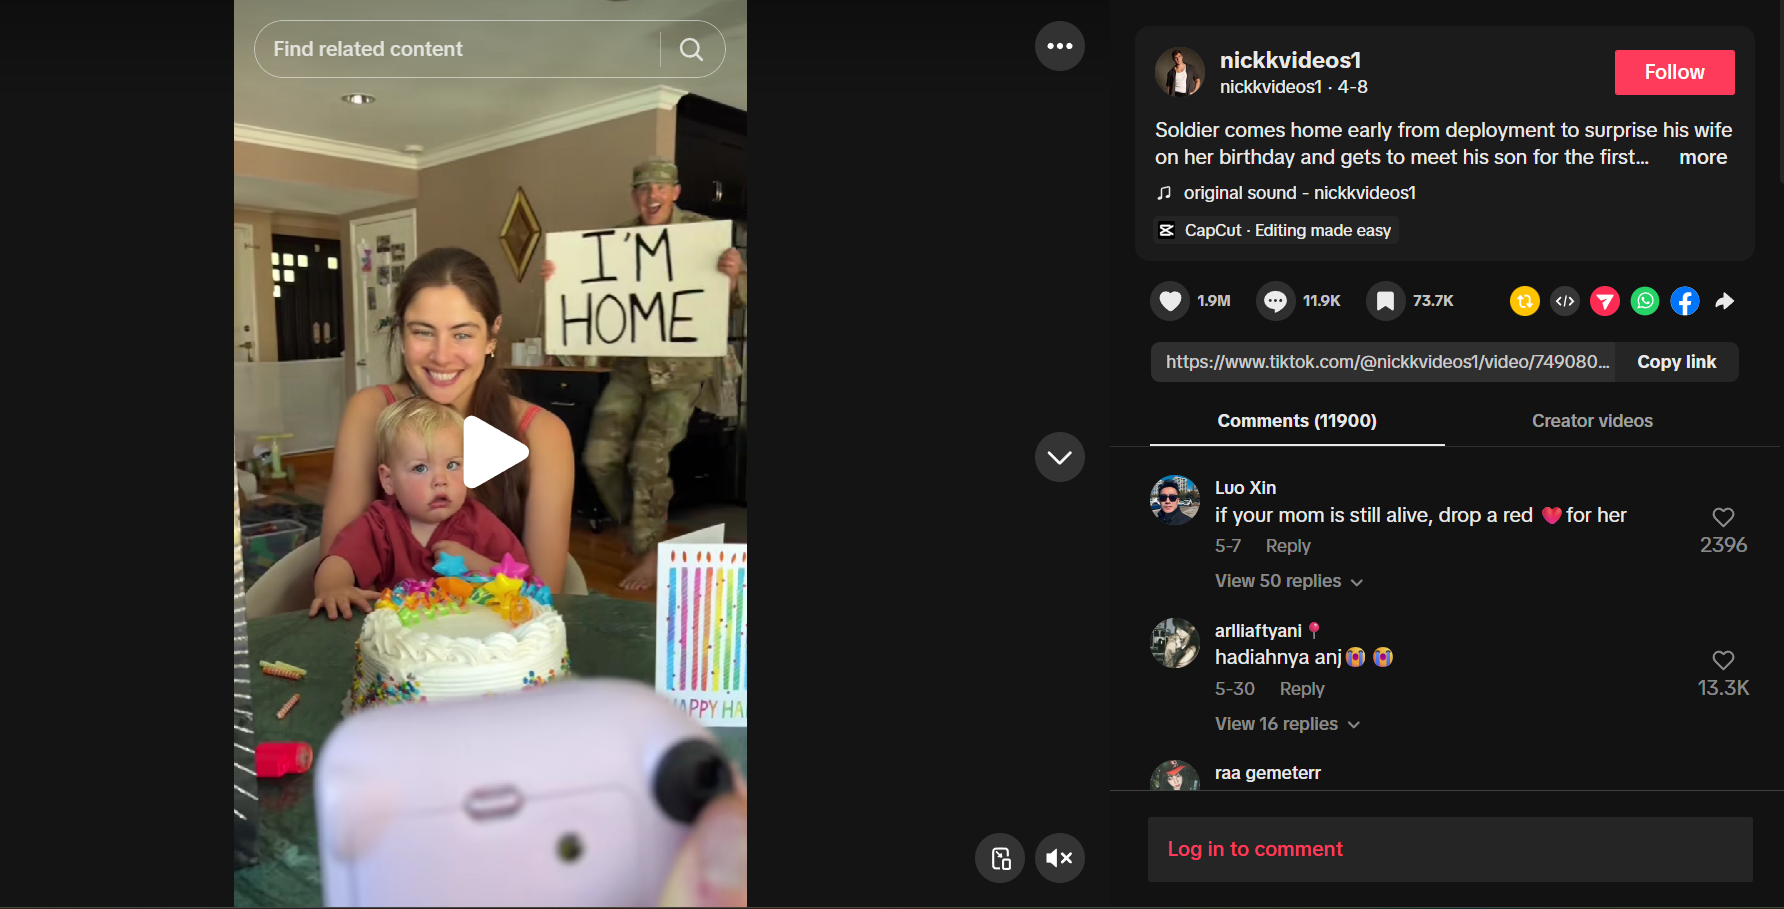 Find related content
I'M
HOME
APPY HA
nickkvideos1
nickkvideos1 · 4-8
Follow
Soldier comes home early from deployment to surprise his wife
on her birthday and gets to meet his son for the first... more
original sound - nickkvideos1
CapCut · Editing made easy
1.9M
11.9K
73.7K
https://www.tiktok.com/@nickkvideos1/video/749080...
Copy link
Comments (11900)
Creator videos
Luo Xin
if your mom is still alive, drop a red 💗 for her
2396
5-7 Reply
View 50 replies
arlliaftyani📍
hadiahnya anj😭😭
13.3K
5-30 Reply
View 16 replies
raa gemeterr
Log in to comment